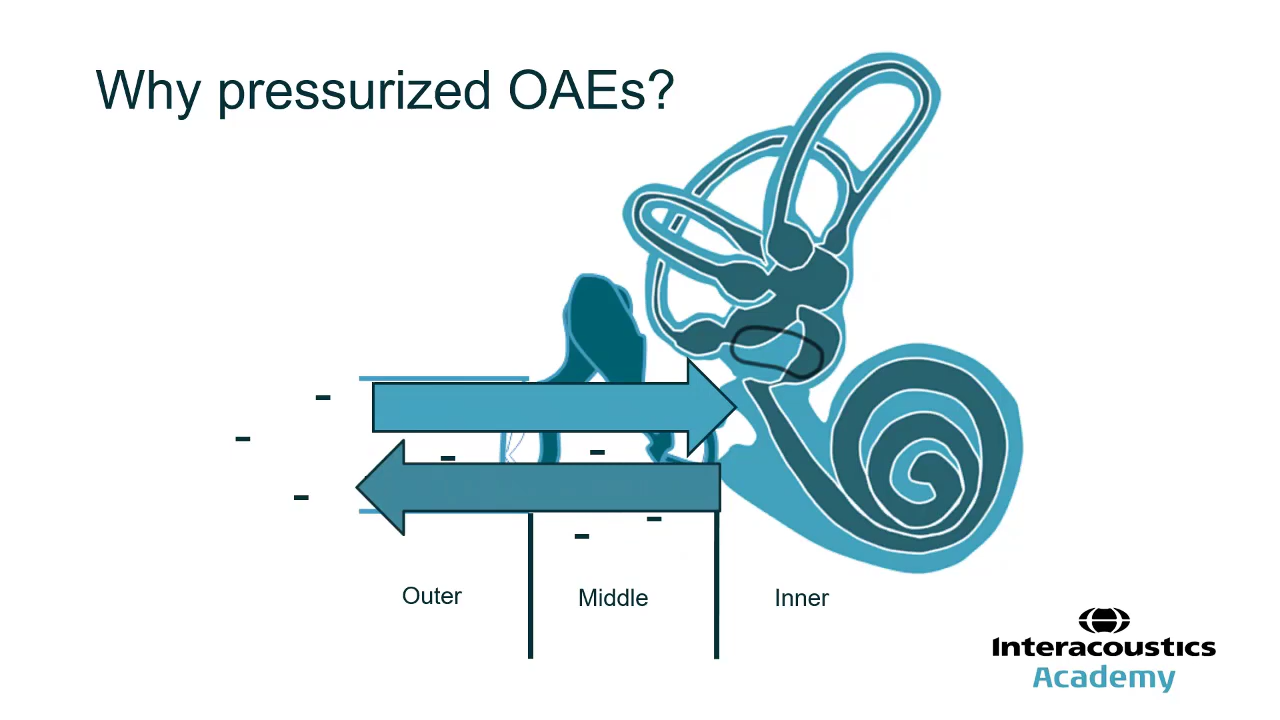 Why pressurized OAEs?
-
-
-
-
-
-
-
Outer
Middle
Inner
Interacoustics
Academy